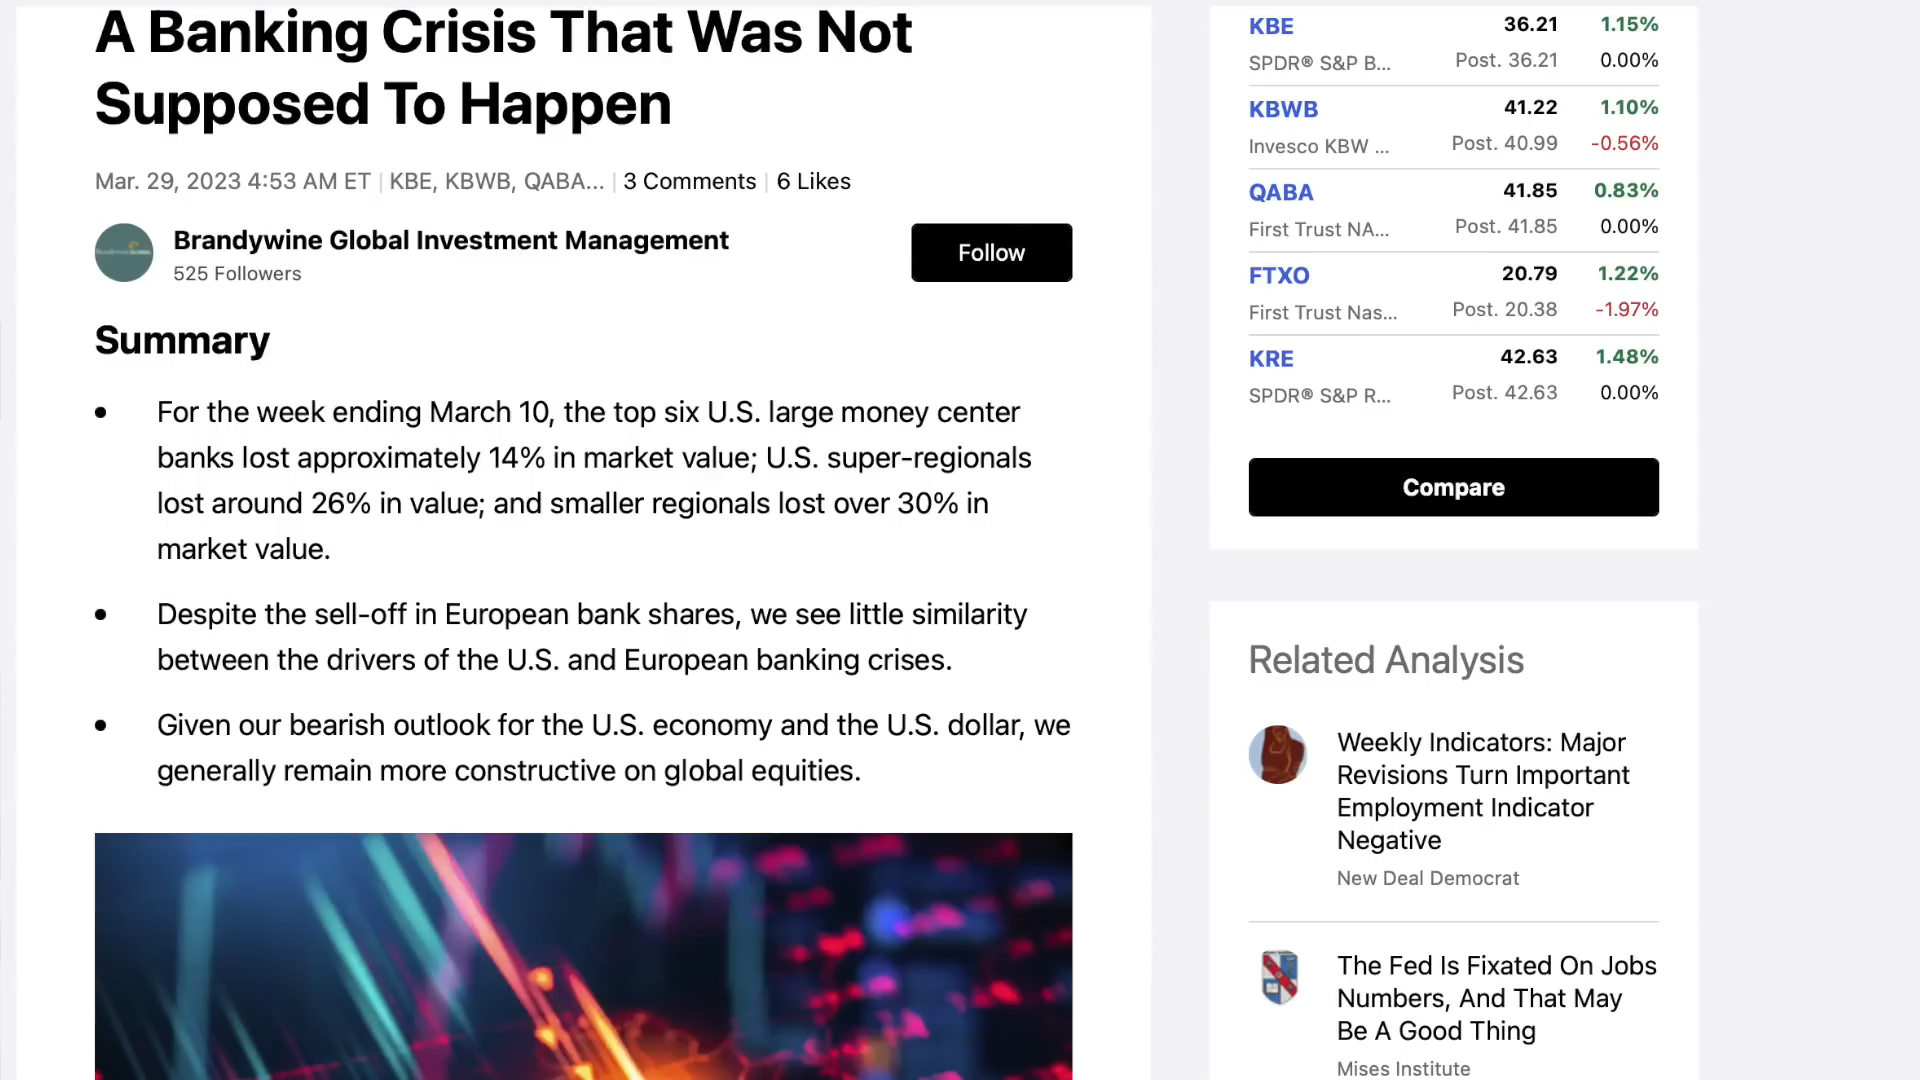 A Banking Crisis That Was Not
Supposed To Happen
Mar. 29, 2023 4:53 AM ET | KBE, KBWB, QABA... | 3 Comments | 6 Likes
Brandywine Global Investment Management
525 Followers
Follow
Summary
• For the week ending March 10, the top six U.S. large money center
banks lost approximately 14% in market value; U.S. super-regionals
lost around 26% in value; and smaller regionals lost over 30% in
market value.
• Despite the sell-off in European bank shares, we see little similarity
between the drivers of the U.S. and European banking crises.
• Given our bearish outlook for the U.S. economy and the U.S. dollar, we
generally remain more constructive on global equities.
KBE 36.21 1.15%
SPDR® S&P B... Post. 36.21 0.00%
KBWB 41.22 1.10%
Invesco KBW ... Post. 40.99 -0.56%
QABA 41.85 0.83%
First Trust NA... Post. 41.85 0.00%
FTXO 20.79 1.22%
First Trust Nas... Post. 20.38 -1.97%
KRE 42.63 1.48%
SPDR® S&P R... Post. 42.63 0.00%
Compare
Related Analysis
Weekly Indicators: Major
Revisions Turn Important
Employment Indicator
Negative
New Deal Democrat
The Fed Is Fixated On Jobs
Numbers, And That May
Be A Good Thing
Mises Institute